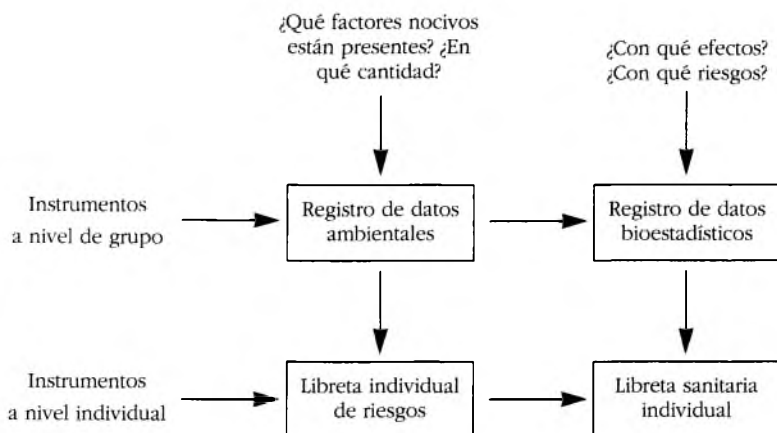 ¿Qué factores nocivos
están presentes? ¿En
qué cantidad?
¿Con qué efectos?
¿Con qué riesgos?
Instrumentos
a nivel de grupo
Registro de datos
ambientales
Registro de datos
bioestadísticos
Instrumentos
a nivel individual
Libreta individual
de riesgos
Libreta sanitaria
individual